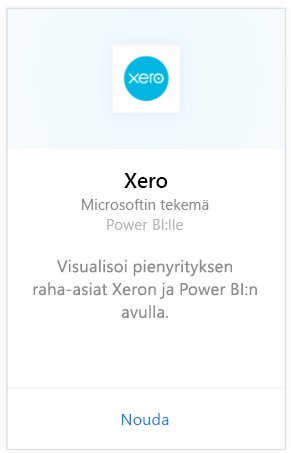 xero
Xero
Microsoftin tekemä
Power BI:lle
Visualisoi pienyrityksen
raha-asiat Xeron ja Power BI:n
avulla.
Nouda